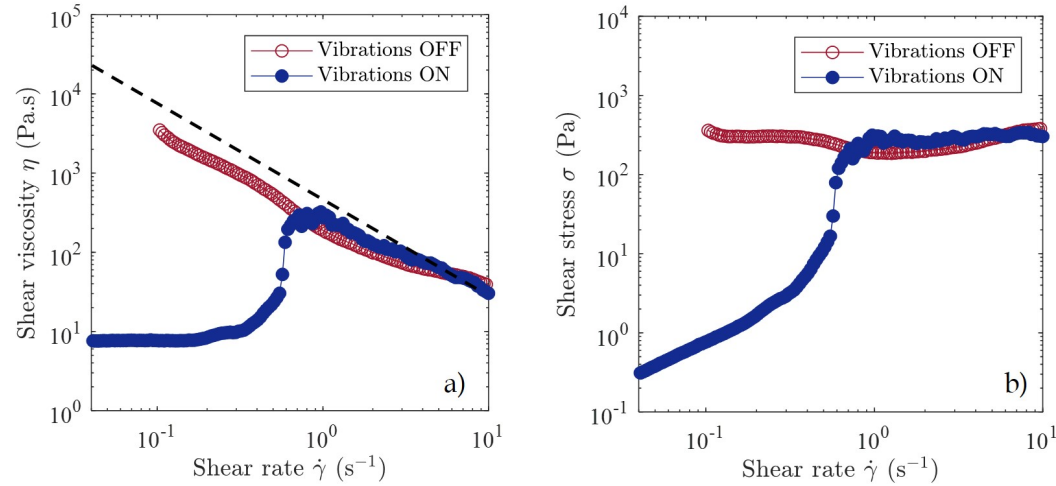 10^5
10^4
10^3
10^2
10^1
10^0
Shear viscosity η (Pa.s)
Vibrations OFF
Vibrations ON
a)
10^-1
10^0
10^1
Shear rate γ̇ (s^-1)
10^4
10^3
10^2
10^1
10^0
10^-1
Shear stress σ (Pa)
Vibrations OFF
Vibrations ON
b)
10^-1
10^0
10^1
Shear rate γ̇ (s^-1)